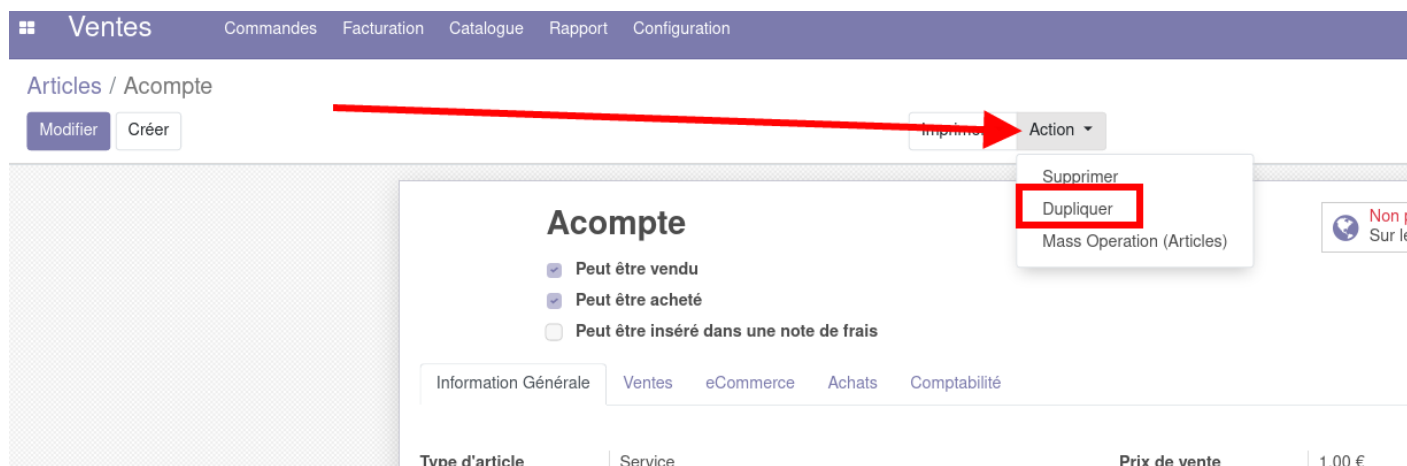 Ventes Commandes Facturation Catalogue Rapport Configuration
Articles / Acompte
Modifier Créer Action
Supprimer
Dupliquer
Mass Operation (Articles)
Acompte
Non
Sur
Peut être vendu
Peut être acheté
Peut être inséré dans une note de frais
Information Générale Ventes eCommerce Achats Comptabilité
Type d'article Service Prix de vente 1,00 €